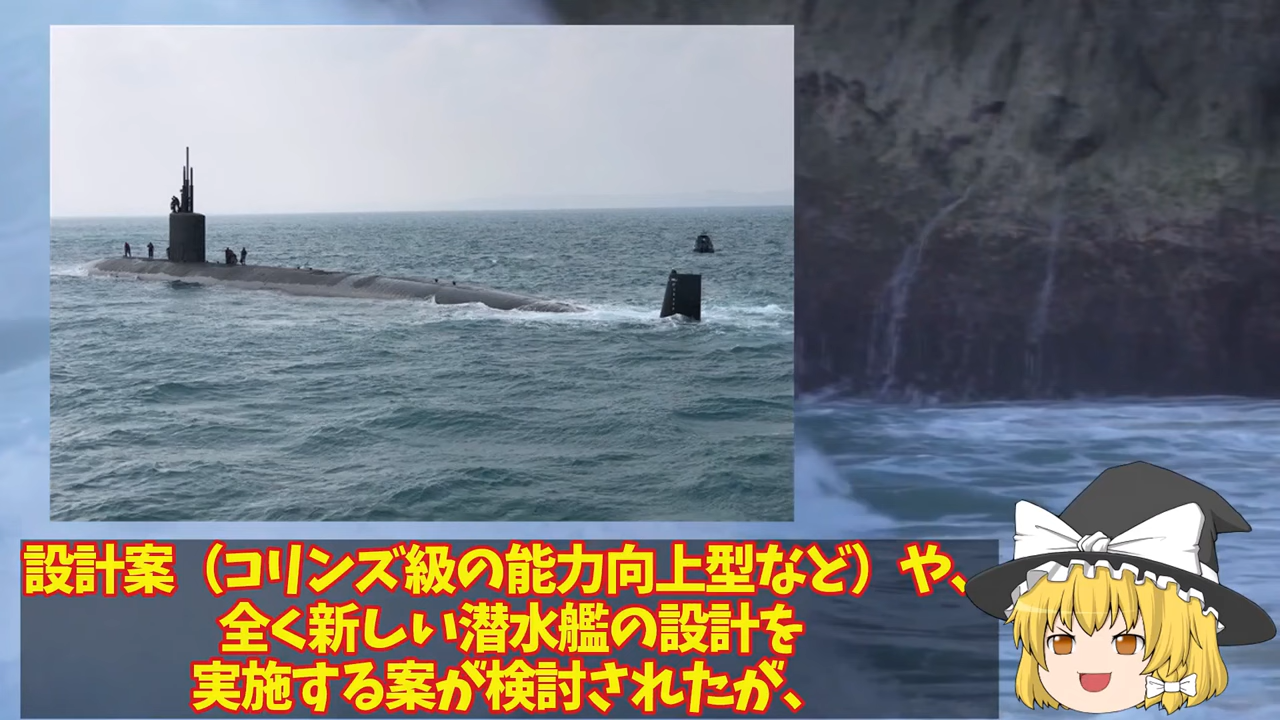 設計案（コリンズ級の能力向上型など）や、
全く新しい潜水艦の設計を
実施する案が検討されたが、